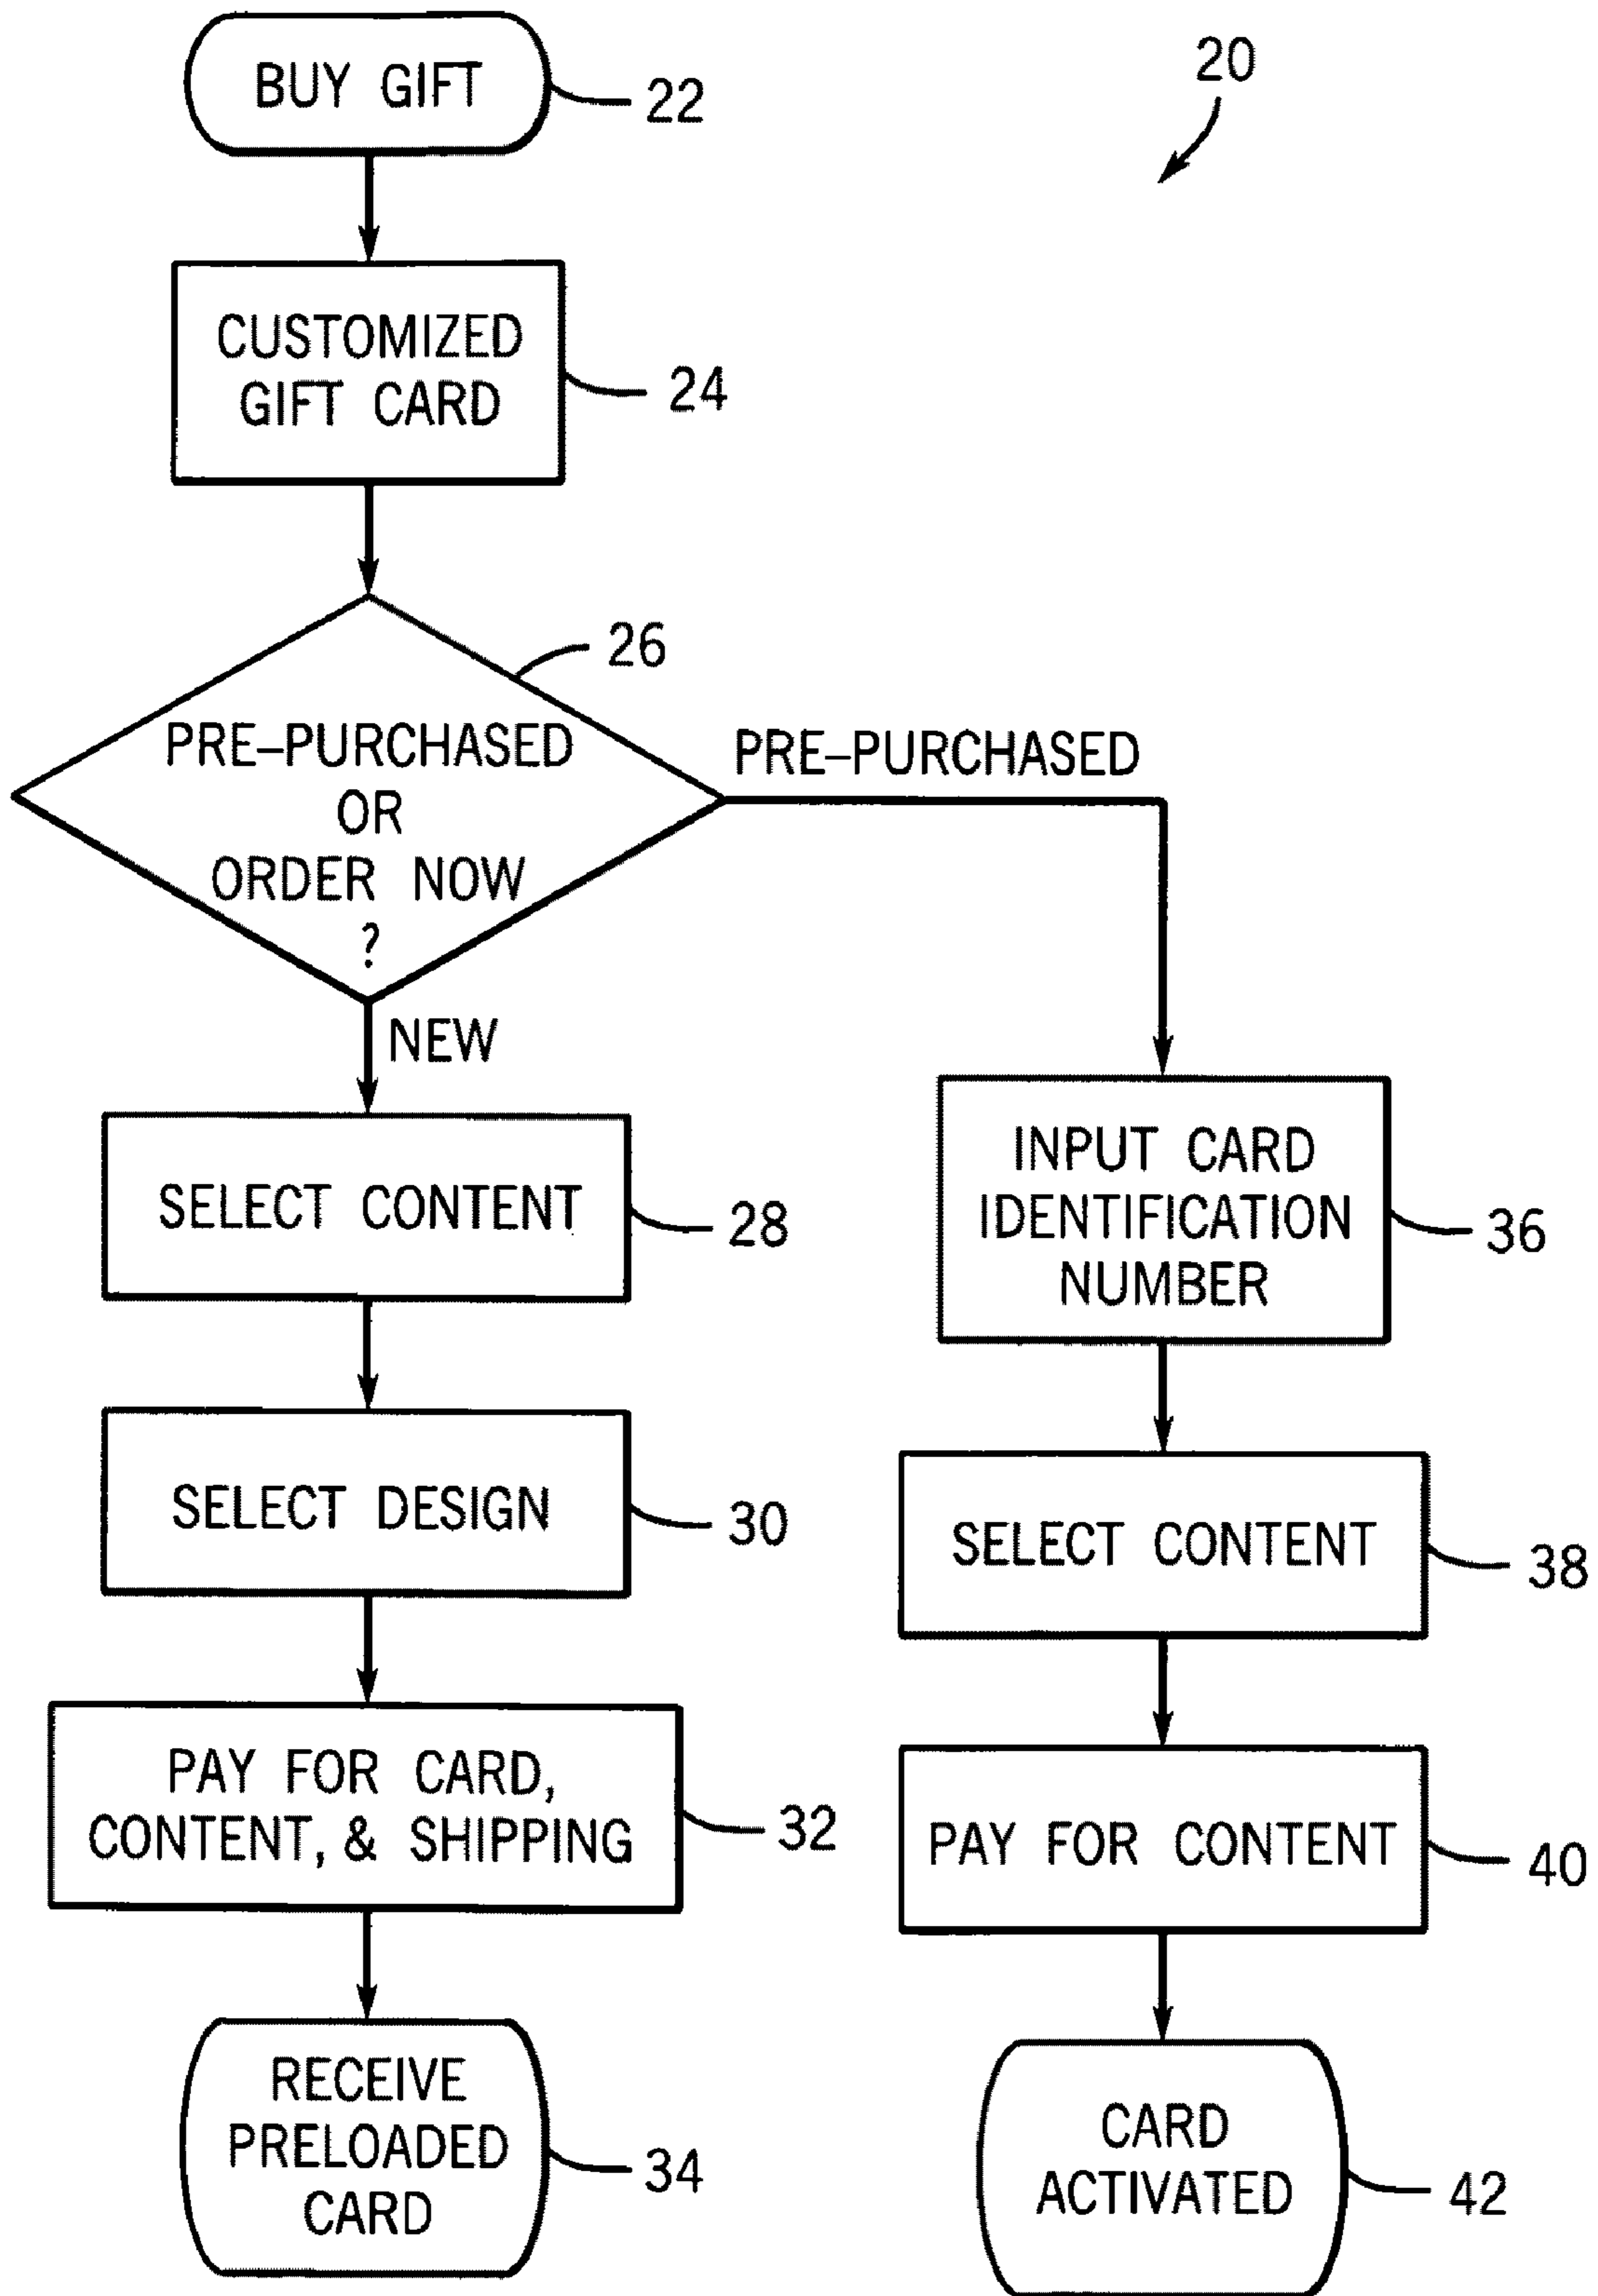 BUY GIFT
22
20
CUSTOMIZED
GIFT CARD
24
26
PRE–PURCHASED
OR
ORDER NOW
?
PRE–PURCHASED
NEW
SELECT CONTENT
28
SELECT DESIGN
30
PAY FOR CARD,
CONTENT, & SHIPPING
32
RECEIVE
PRELOADED
CARD
34
INPUT CARD
IDENTIFICATION
NUMBER
36
SELECT CONTENT
38
PAY FOR CONTENT
40
CARD
ACTIVATED
42